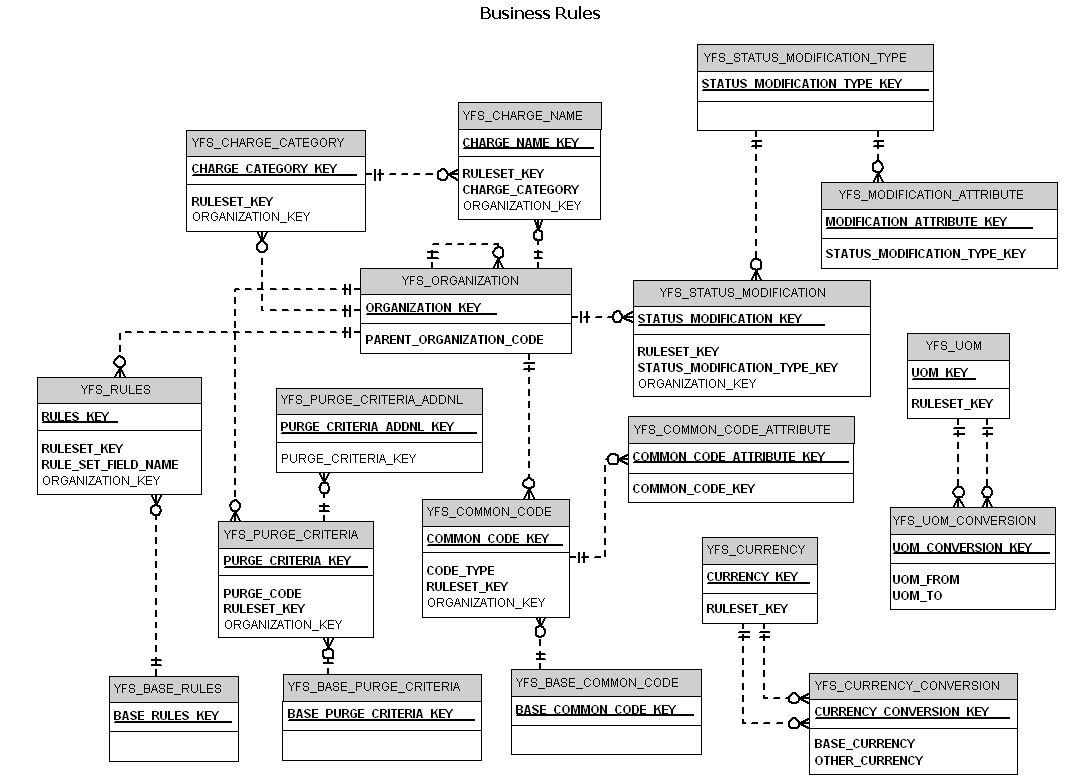 Business Rules
YFS_STATUS_MODIFICATION_TYPE
STATUS_MODIFICATION_TYPE_KEY
YFS_CHARGE_NAME
CHARGE_NAME_KEY
RULESET_KEY
CHARGE_CATEGORY
ORGANIZATION_KEY
YFS_CHARGE_CATEGORY
CHARGE_CATEGORY_KEY
RULESET_KEY
ORGANIZATION_KEY
YFS_MODIFICATION_ATTRIBUTE
MODIFICATION_ATTRIBUTE_KEY
STATUS_MODIFICATION_TYPE_KEY
YFS_ORGANIZATION
ORGANIZATION_KEY
PARENT_ORGANIZATION_CODE
YFS_STATUS_MODIFICATION
STATUS_MODIFICATION_KEY
RULESET_KEY
STATUS_MODIFICATION_TYPE_KEY
ORGANIZATION_KEY
YFS_UOM
UOM_KEY
RULESET_KEY
YFS_RULES
RULES_KEY
RULESET_KEY
RULE_SET_FIELD_NAME
ORGANIZATION_KEY
YFS_PURGE_CRITERIA_ADDNL
PURGE_CRITERIA_ADDNL_KEY
PURGE_CRITERIA_KEY
YFS_COMMON_CODE_ATTRIBUTE
COMMON_CODE_ATTRIBUTE_KEY
COMMON_CODE_KEY
YFS_PURGE_CRITERIA
PURGE_CRITERIA_KEY
PURGE_CODE
RULESET_KEY
ORGANIZATION_KEY
YFS_COMMON_CODE
COMMON_CODE_KEY
CODE_TYPE
RULESET_KEY
ORGANIZATION_KEY
YFS_UOM_CONVERSION
UOM_CONVERSION_KEY
UOM_FROM
UOM_TO
YFS_CURRENCY
CURRENCY_KEY
RULESET_KEY
YFS_BASE_RULES
BASE_RULES_KEY
YFS_BASE_PURGE_CRITERIA
BASE_PURGE_CRITERIA_KEY
YFS_BASE_COMMON_CODE
BASE_COMMON_CODE_KEY
YFS_CURRENCY_CONVERSION
CURRENCY_CONVERSION_KEY
BASE_CURRENCY
OTHER_CURRENCY